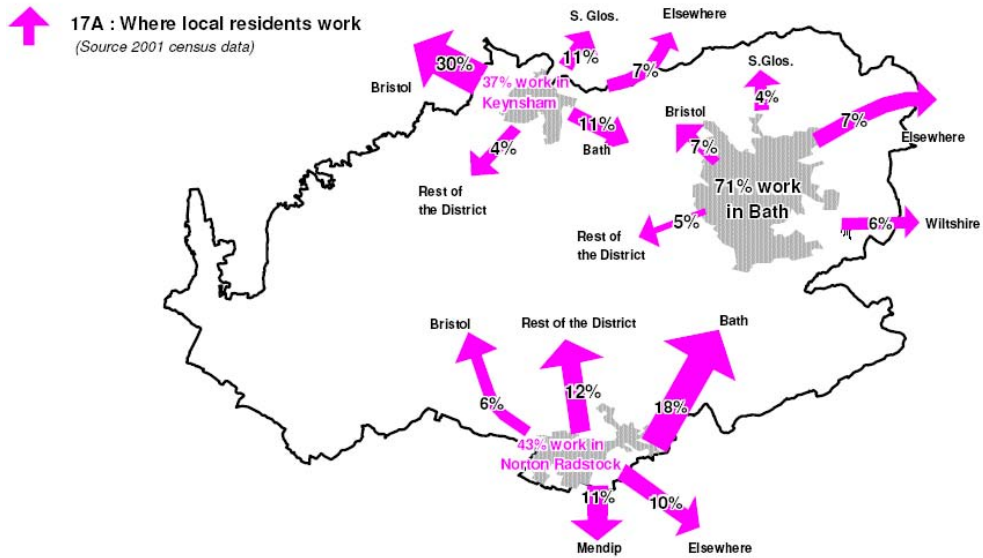 17A : Where local residents work
(Source 2001 census data)
S. Glos.
Elsewhere
30%
11%
7%
Bristol
37% work in
Keynsham
11%
Bath
4%
Rest of
the District
S.Glos.
4%
Bristol
7%
7%
Elsewhere
71% work
in Bath
5%
Rest of
the District
6%
Wiltshire
Bristol
Rest of the District
Bath
6%
12%
18%
43% work in
Norton Radstock
11%
10%
Mendip
Elsewhere